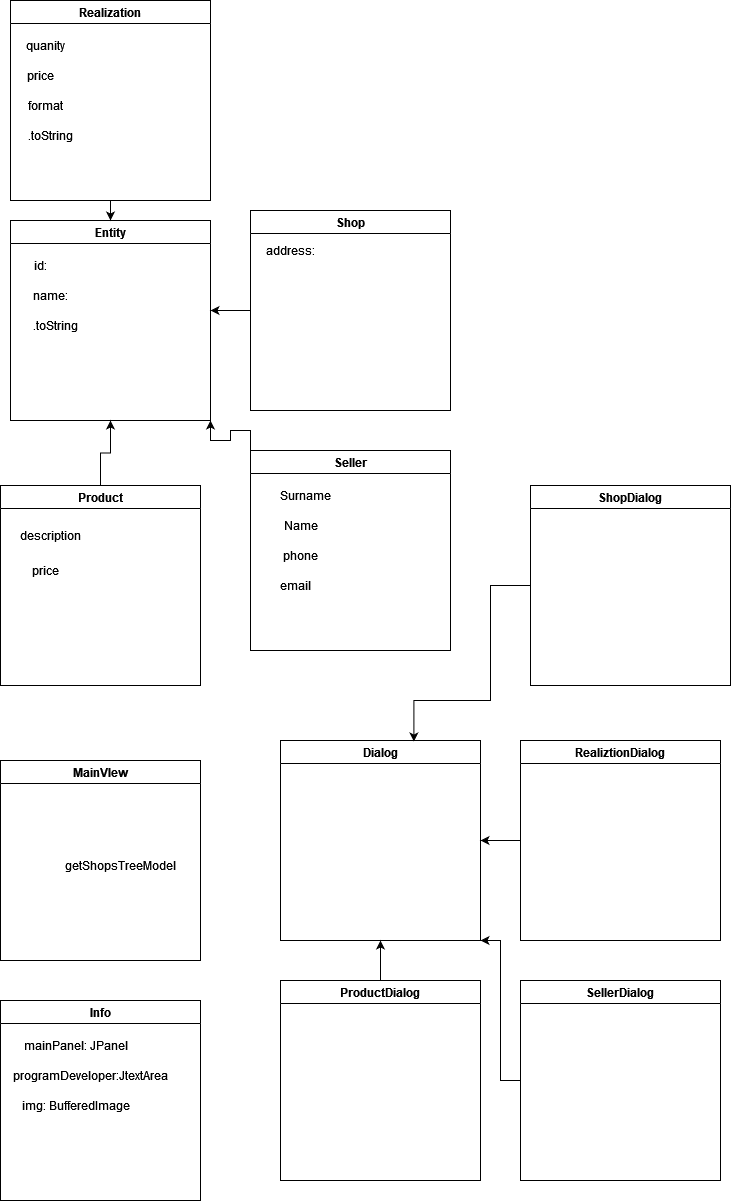 Realization
quanity
price
format
.toString
Entity
id:
name:
.toString
Shop
address:
Seller
Surname
Name
phone
email
Product
description
price
ShopDialog
MainVIew
getShopsTreeModel
Dialog
RealiztionDialog
Info
mainPanel: JPanel
programDeveloper:JtextArea
img: BufferedImage
ProductDialog
SellerDialog